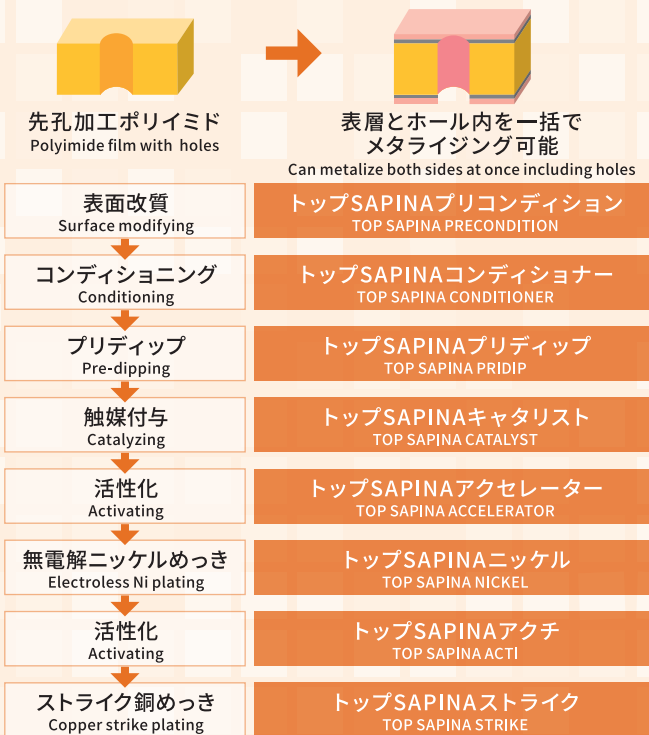 先孔加工ポリイミド
Polyimide film with holes
表層とホール内を一括で
メタライジング可能
Can metalize both sides at once including holes
表面改質
Surface modifying
トップSAPINAプリコンディション
TOP SAPINA PRECONDITION
コンディショニング
Conditioning
トップSAPINAコンディショナー
TOP SAPINA CONDITIONER
プリディップ
Pre-dipping
トップSAPINAプリディップ
TOP SAPINA PRIDIP
触媒付与
Catalyzing
トップSAPINAキャタリスト
TOP SAPINA CATALYST
活性化
Activating
トップSAPINAアクセレーター
TOP SAPINA ACCELERATOR
無電解ニッケルめっき
Electroless Ni plating
トップSAPINAニッケル
TOP SAPINA NICKEL
活性化
Activating
トップSAPINAアクチ
TOP SAPINA ACTI
ストライク銅めっき
Copper strike plating
トップSAPINAストライク
TOP SAPINA STRIKE